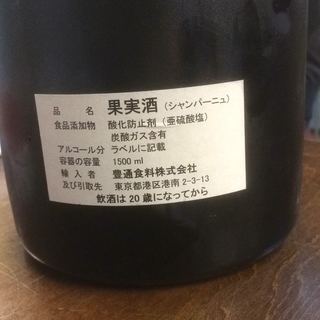 品 名 果実酒(シャンパーニュ)
食品添加物 酸化防止剤(亜硫酸塩)
炭酸ガス含有
アルコール分 ラベルに記載
容器の容量 1500 ml
輸入者 豊通食料株式会社
及び引取先 東京都港区港南2-3-13
飲酒は20歳になってから